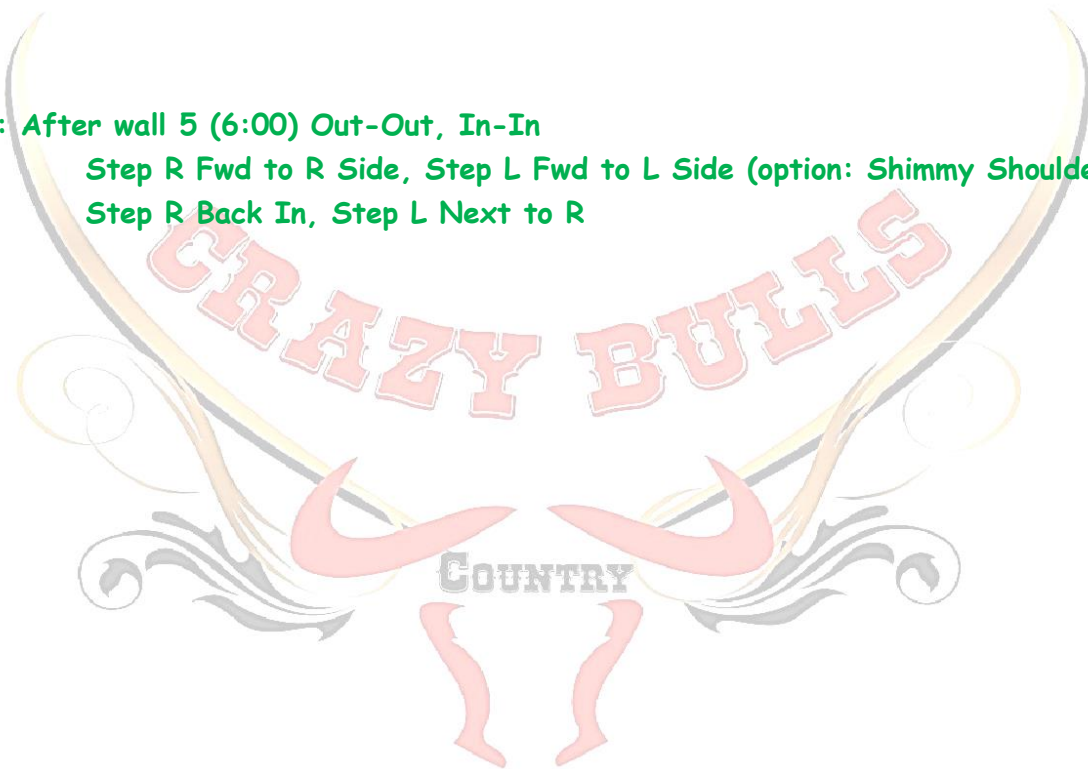 : After wall 5 (6:00) Out-Out, In-In
Step R Fwd to R Side, Step L Fwd to L Side (option: Shimmy
Step R Back In, Step L Next to R
CRAZY BULLS
COUNTRY